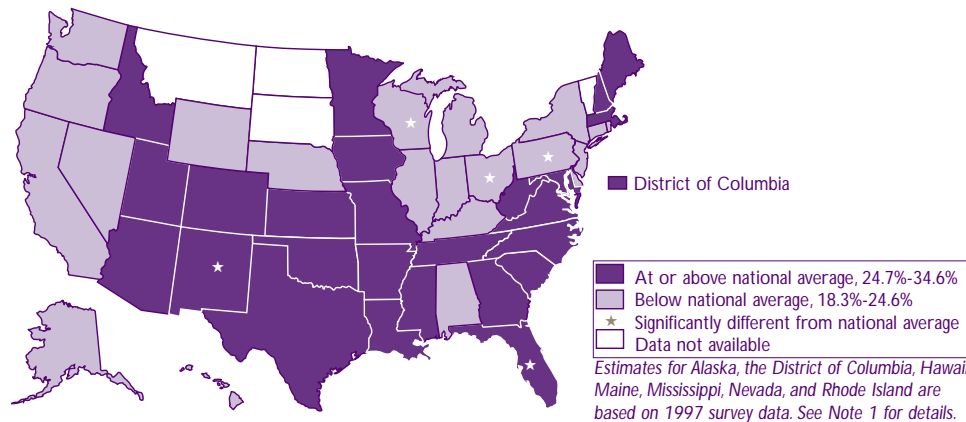 District of Columbia
At or above national average, 24.7%-34.6%
Below national average, 18.3%-24.6%
Significantly different from national average
Data not available
Estimates for Alaska, the District of Columbia, Hawaii
Maine, Mississippi, Nevada, and Rhode Island are
based on 1997 survey data. See Note 1 for details.